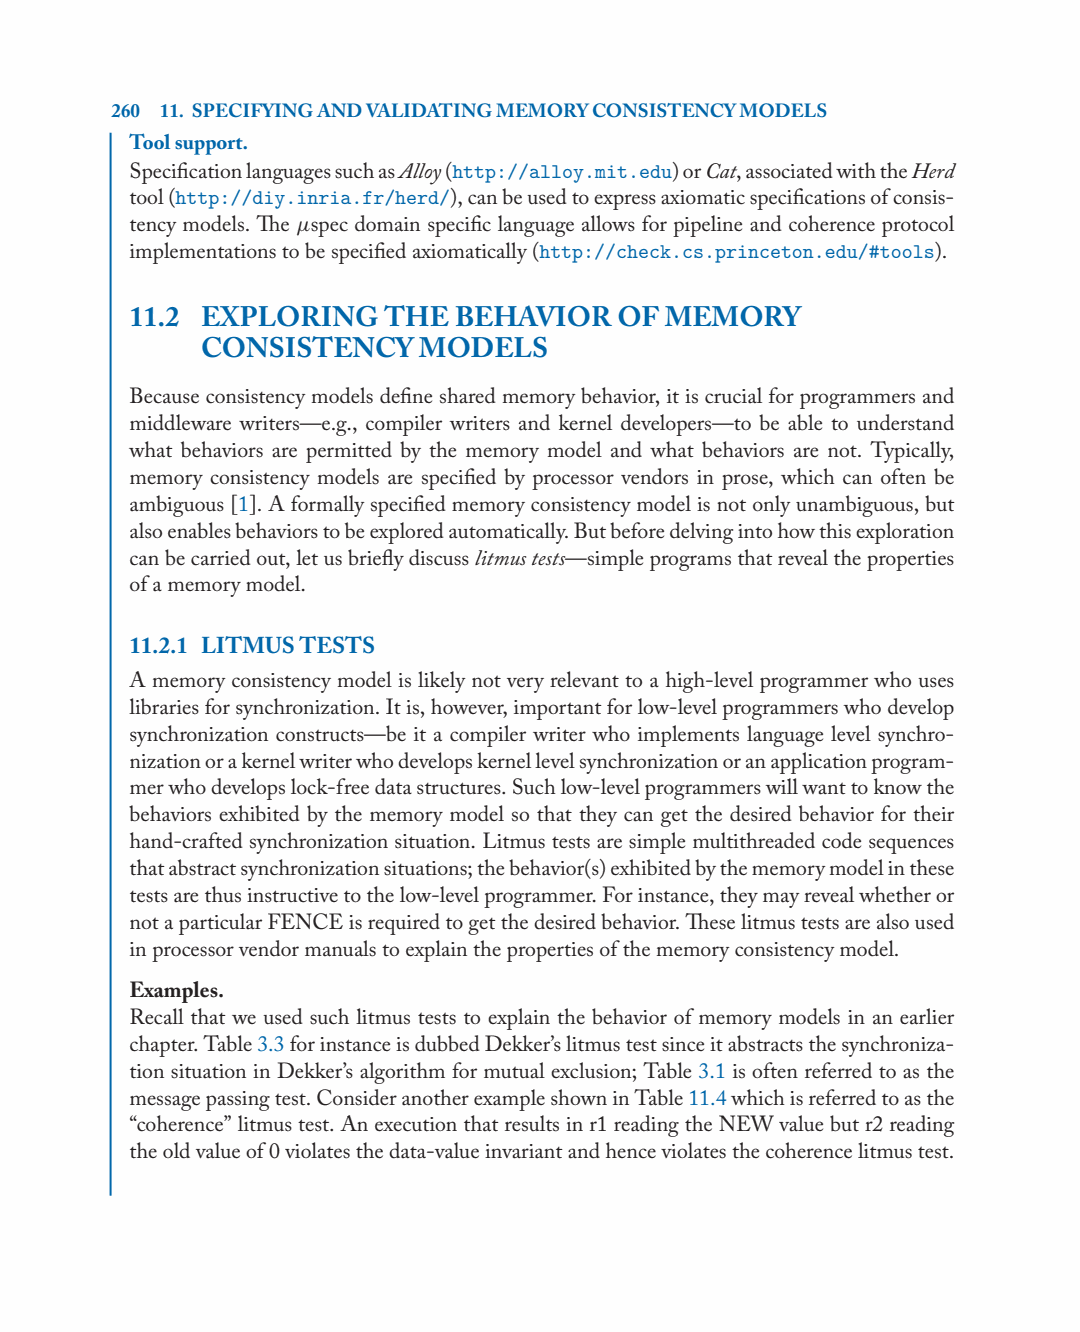 260 11. SPECIFYING AND VALIDATING MEMORY CONSISTENCY MODELS
Tool support.
Specification languages such as Alloy (http://alloy.mit.edu) or Cat, associated with the Herd
tool (http://diy.inria.fr/herd/), can be used to express axiomatic specifications of consis-
tency models. The μspec domain specific language allows for pipeline and coherence protocol
implementations to be specified axiomatically (http://check.cs.princeton.edu/#tools).
11.2 EXPLORING THE BEHAVIOR OF MEMORY
CONSISTENCY MODELS
Because consistency models define shared memory behavior, it is crucial for programmers and
middleware writers—e.g., compiler writers and kernel developers—to be able to understand
what behaviors are permitted by the memory model and what behaviors are not. Typically,
memory consistency models are specified by processor vendors in prose, which can often be
ambiguous [1]. A formally specified memory consistency model is not only unambiguous, but
also enables behaviors to be explored automatically. But before delving into how this exploration
can be carried out, let us briefly discuss litmus tests—simple programs that reveal the properties
of a memory model.
11.2.1 LITMUS TESTS
A memory consistency model is likely not very relevant to a high-level programmer who uses
libraries for synchronization. It is, however, important for low-level programmers who develop
synchronization constructs—be it a compiler writer who implements language level synchro-
nization or a kernel writer who develops kernel level synchronization or an application program-
mer who develops lock-free data structures. Such low-level programmers will want to know the
behaviors exhibited by the memory model so that they can get the desired behavior for their
hand-crafted synchronization situation. Litmus tests are simple multithreaded code sequences
that abstract synchronization situations; the behavior(s) exhibited by the memory model in these
tests are thus instructive to the low-level programmer. For instance, they may reveal whether or
not a particular FENCE is required to get the desired behavior. These litmus tests are also used
in processor vendor manuals to explain the properties of the memory consistency model.
Examples.
Recall that we used such litmus tests to explain the behavior of memory models in an earlier
chapter. Table 3.3 for instance is dubbed Dekker’s litmus test since it abstracts the synchroniza-
tion situation in Dekker’s algorithm for mutual exclusion; Table 3.1 is often referred to as the
message passing test. Consider another example shown in Table 11.4 which is referred to as the
“coherence” litmus test. An execution that results in r1 reading the NEW value but r2 reading
the old value of 0 violates the data-value invariant and hence violates the coherence litmus test.